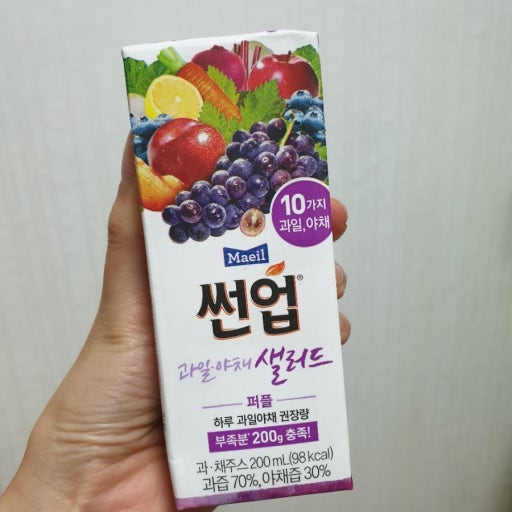 10가지
과일, 야채
Maeil
썬업®
과일·야채 샐러드
퍼플
하루 과일야채 권장량
부족분* 200g 충족!
과·채주스 200 mL(98 kcal)
과즙 70%, 야채즙 30%